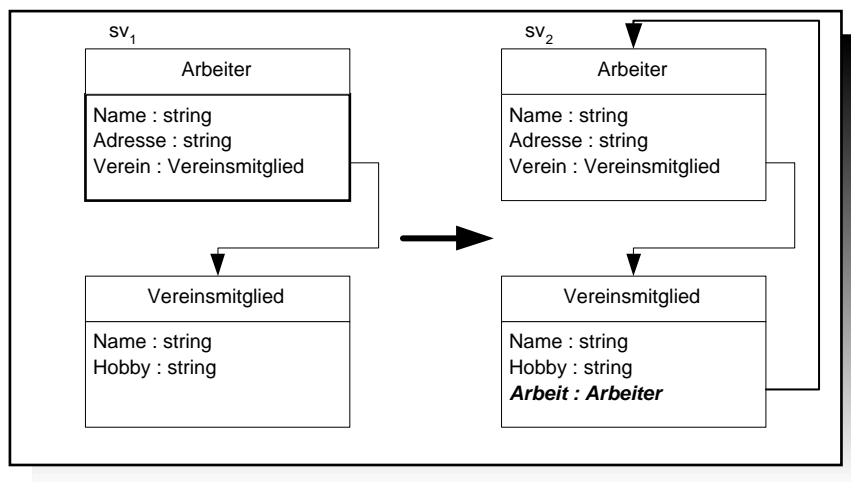 sv1
Arbeiter
Name : string
Adresse : string
Verein : Vereinsmitglied
Vereinsmitglied
Name : string
Hobby : string
sv2
Arbeiter
Name : string
Adresse : string
Verein : Vereinsmitglied
Vereinsmitglied
Name : string
Hobby : string
Arbeit : Arbeiter